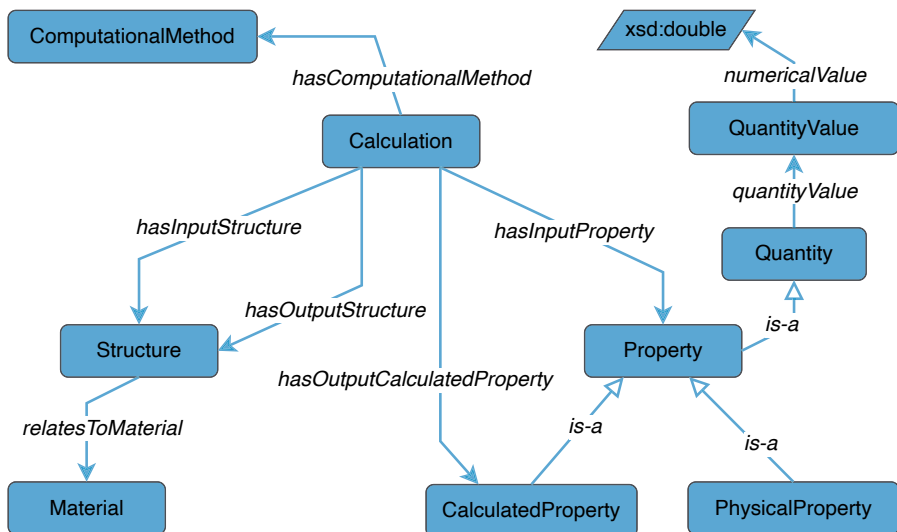 ComputationalMethod
xsd:double
hasComputationalMethod
numericalValue
Calculation
QuantityValue
quantityValue
hasInputStructure
hasInputProperty
Quantity
hasOutputStructure
is-a
Structure
Property
hasOutputCalculatedProperty
relatesToMaterial
is-a
is-a
Material
CalculatedProperty
PhysicalProperty